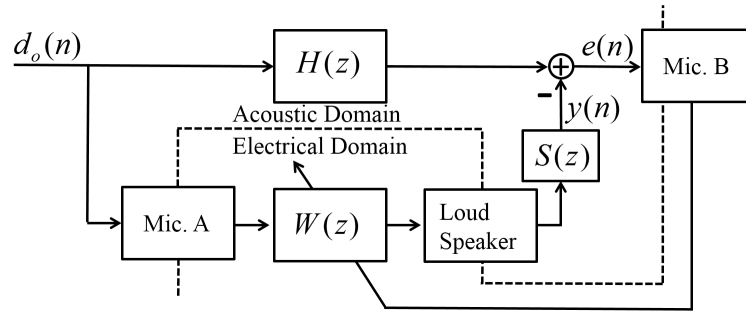 d_o(n)
H(z)
+
e(n)
Mic. B
−
y(n)
Acoustic Domain
Electrical Domain
S(z)
Mic. A
W(z)
Loud
Speaker